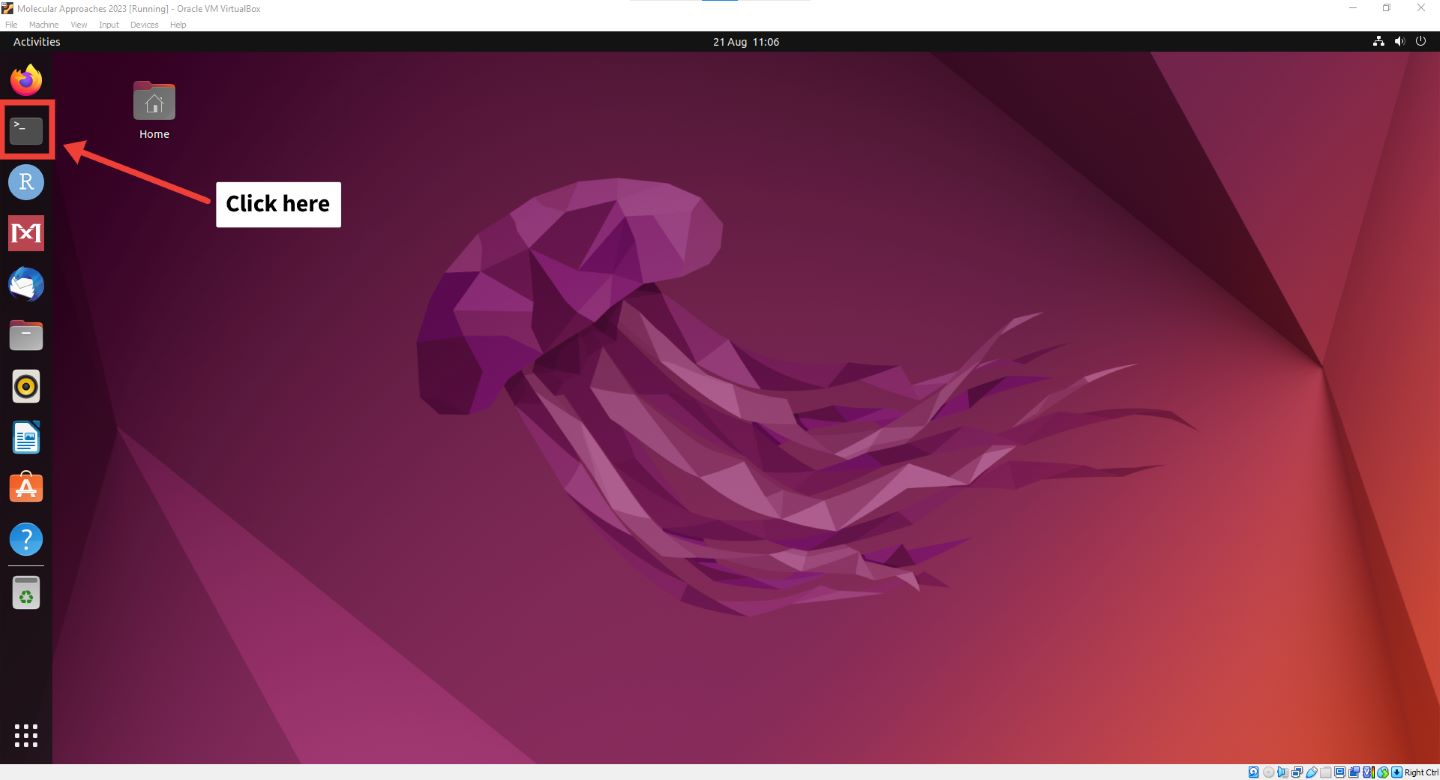 Molecular Approaches 2023 [Running] - Oracle VM VirtualBox
File Machine View Input Devices Help
Activities
21 Aug 11:06
>_
Home
R
Click here
?
Right Ctrl